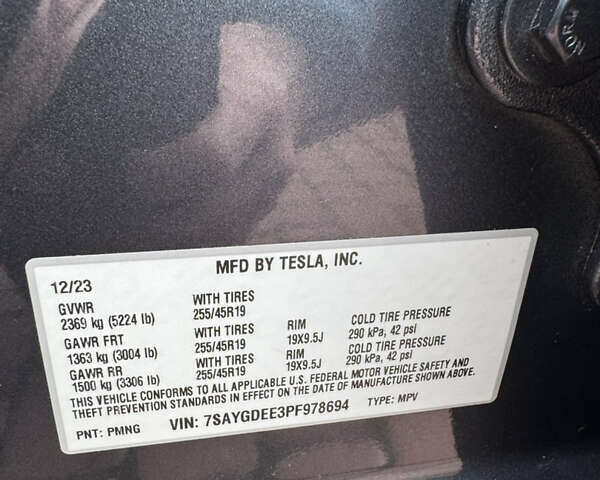 MFD BY TESLA, INC.
12/23
GVWR WITH TIRES
2369 kg (5224 lb) 255/45R19
GAWR FRT WITH TIRES RIM COLD TIRE PRESSURE
1363 kg (3004 lb) 255/45R19 19X9.5J 290 kPa, 42 psi
GAWR RR WITH TIRES RIM COLD TIRE PRESSURE
1500 kg (3306 lb) 255/45R19 19X9.5J 290 kPa, 42 psi
THIS VEHICLE CONFORMS TO ALL APPLICABLE U.S. FEDERAL MOTOR VEHICLE SAFETY AND
THEFT PREVENTION STANDARDS IN EFFECT ON THE DATE OF MANUFACTURE SHOWN ABOVE.
PNT: PMNG VIN: 7SAYGDEE3PF978694 TYPE: MPV